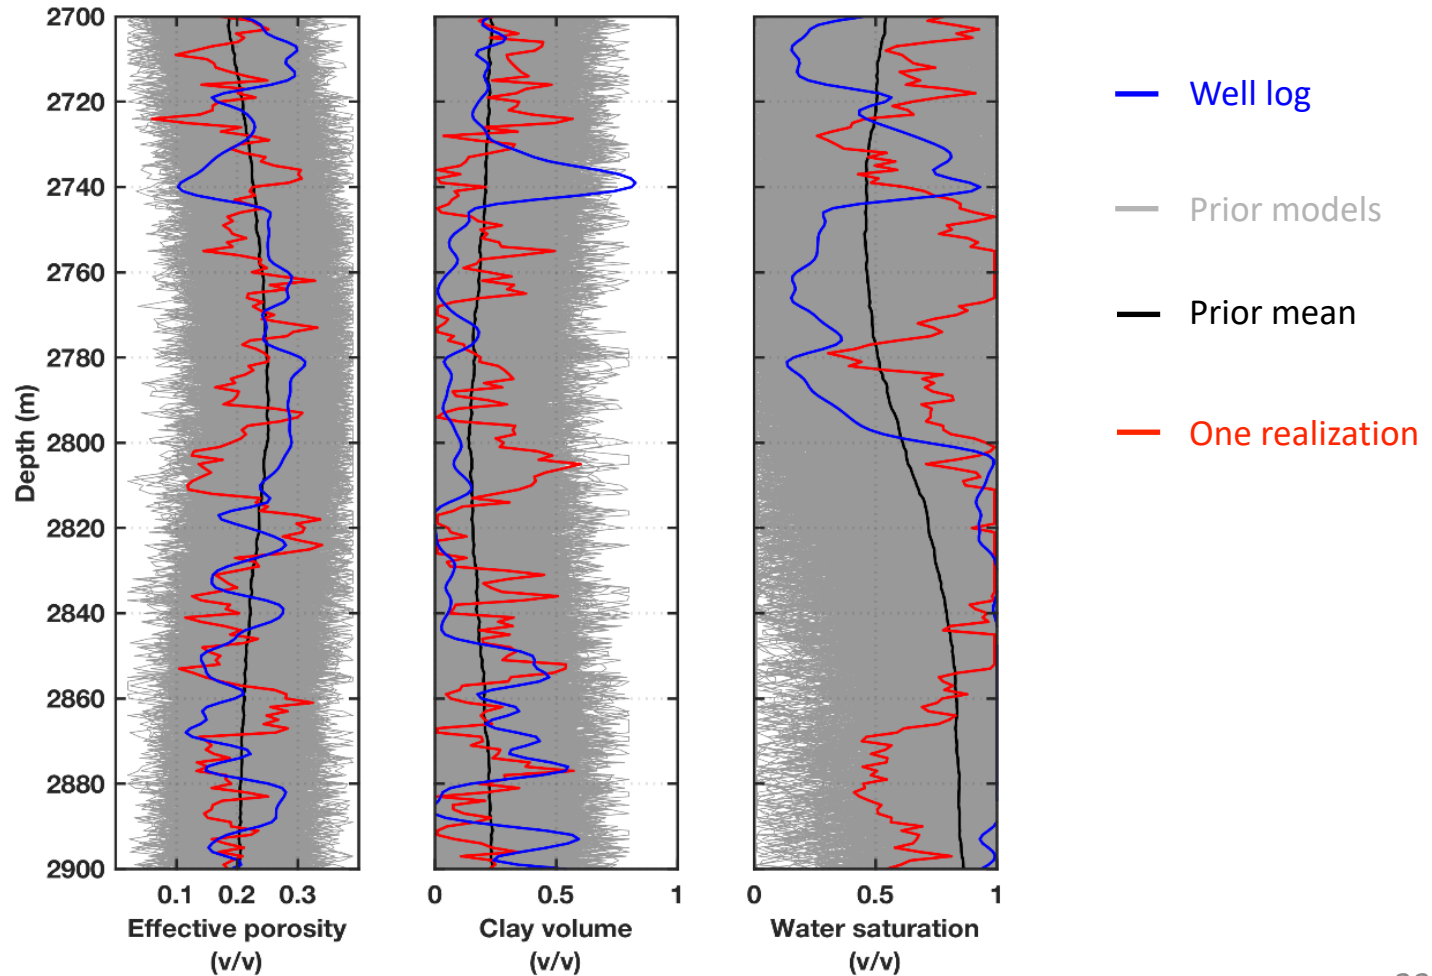 2700
2720
2740
2760
2780
2800
2820
2840
2860
2880
2900
Depth (m)
0.1 0.2 0.3
Effective porosity
(v/v)
0 0.5 1
Clay volume
(v/v)
0 0.5 1
Water saturation
(v/v)
Well log
Prior models
Prior mean
One realization